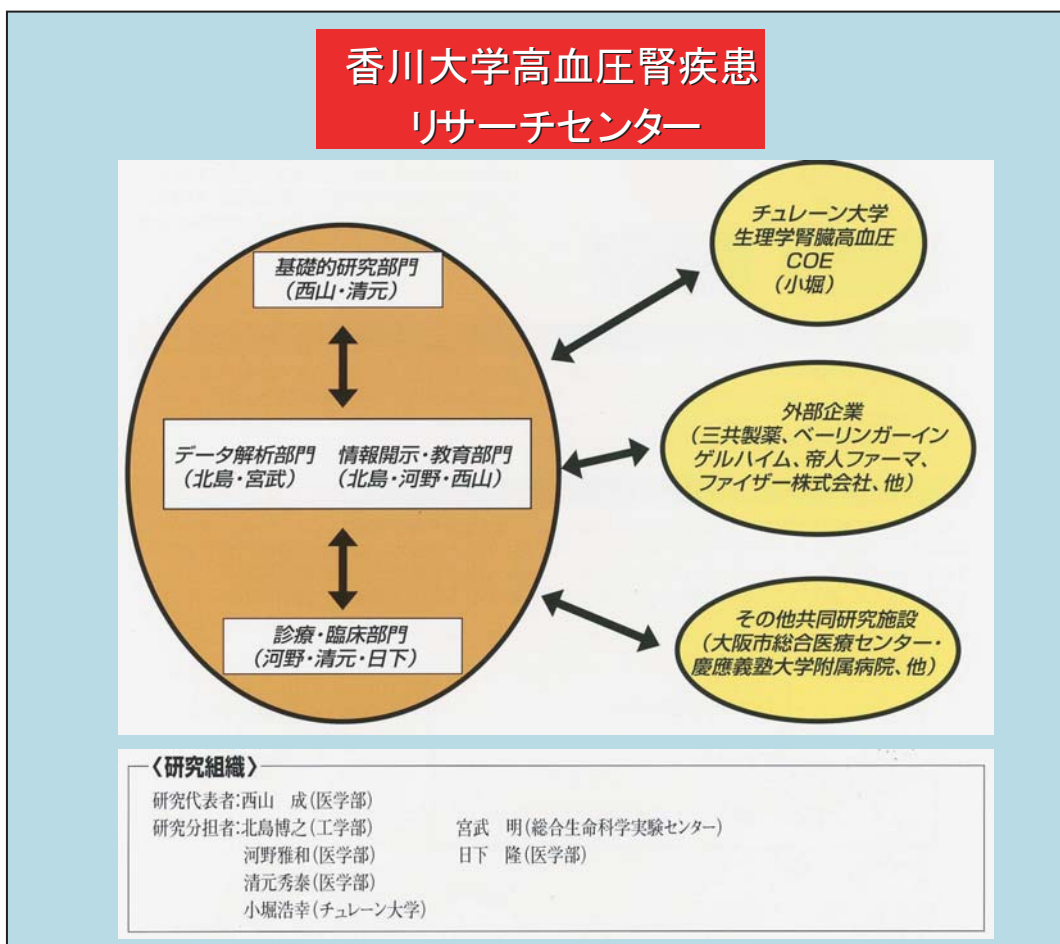 香川大学高血圧腎疾患
リサーチセンター
基礎的研究部門
(西山・清元)
データ解析部門 情報開示・教育部門
(北島・宮武) (北島・河野・西山)
診療・臨床部門
(河野・清元・日下)
チュレーン大学
生理学腎臓高血圧
COE
(小堀)
外部企業
(三共製薬、ベーリンガーイン
ゲルハイム、帝人ファーマ、
ファイザー株式会社、他)
その他共同研究施設
(大阪市総合医療センター・
慶應義塾大学附属病院、他)
〈研究組織〉
研究代表者:西山 成(医学部)
研究分担者:北島博之(工学部) 宮武 明(総合生命科学実験センター)
河野雅和(医学部) 日下 隆(医学部)
清元秀泰(医学部)
小堀浩幸(チュレーン大学)